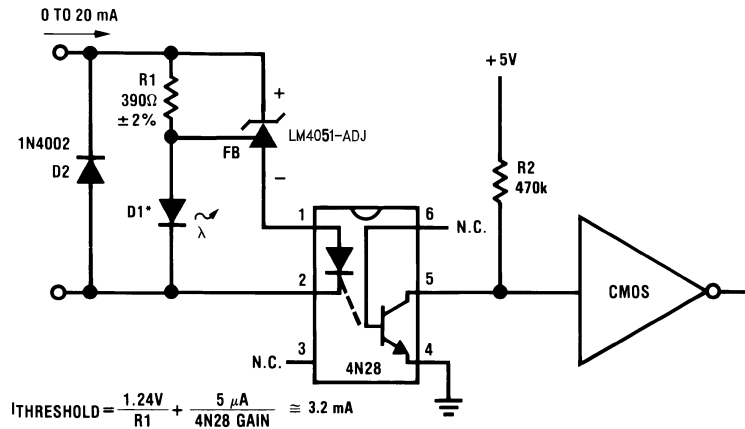 0 TO 20 mA
R1
390Ω
±2%
+
LM4051-ADJ
FB
−
1N4002
D2
D1*
λ
+5V
R2
470k
1
2
3
N.C.
6
N.C.
5
4
4N28
CMOS
ITHRESHOLD = 1.24V / R1 + 5 μA / 4N28 GAIN ≅ 3.2 mA